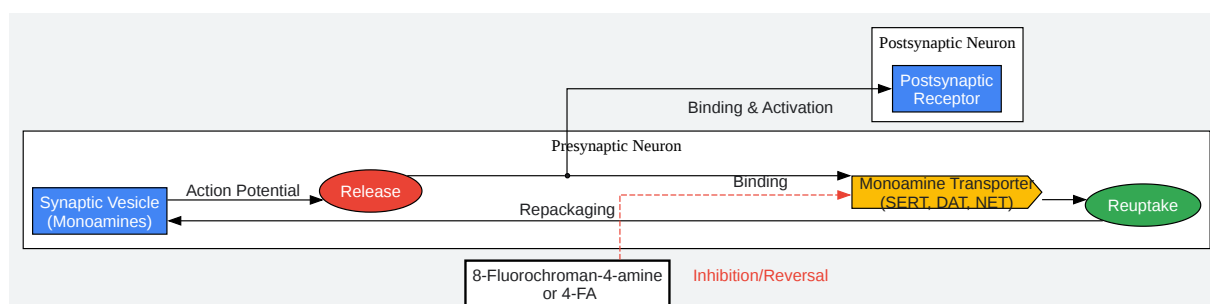 Postsynaptic Neuron
Postsynaptic
Receptor
Binding & Activation
Presynaptic Neuron
Synaptic Vesicle
(Monoamines)
Action Potential
Release
Binding
Monoamine Transporter
(SERT, DAT, NET)
Reuptake
Repackaging
8-Fluorochroman-4-amine
or 4-FA
Inhibition/Reversal